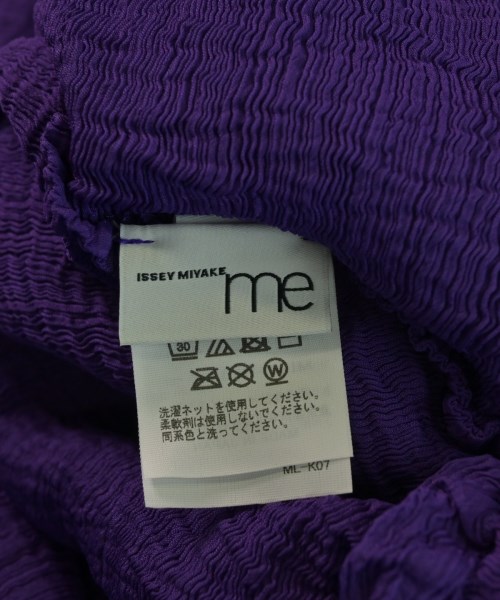 ISSEY MIYAKE me
30
W
洗濯ネットを使用してください。
柔軟剤は使用しないでください。
同系色と洗ってください。
ML-K07